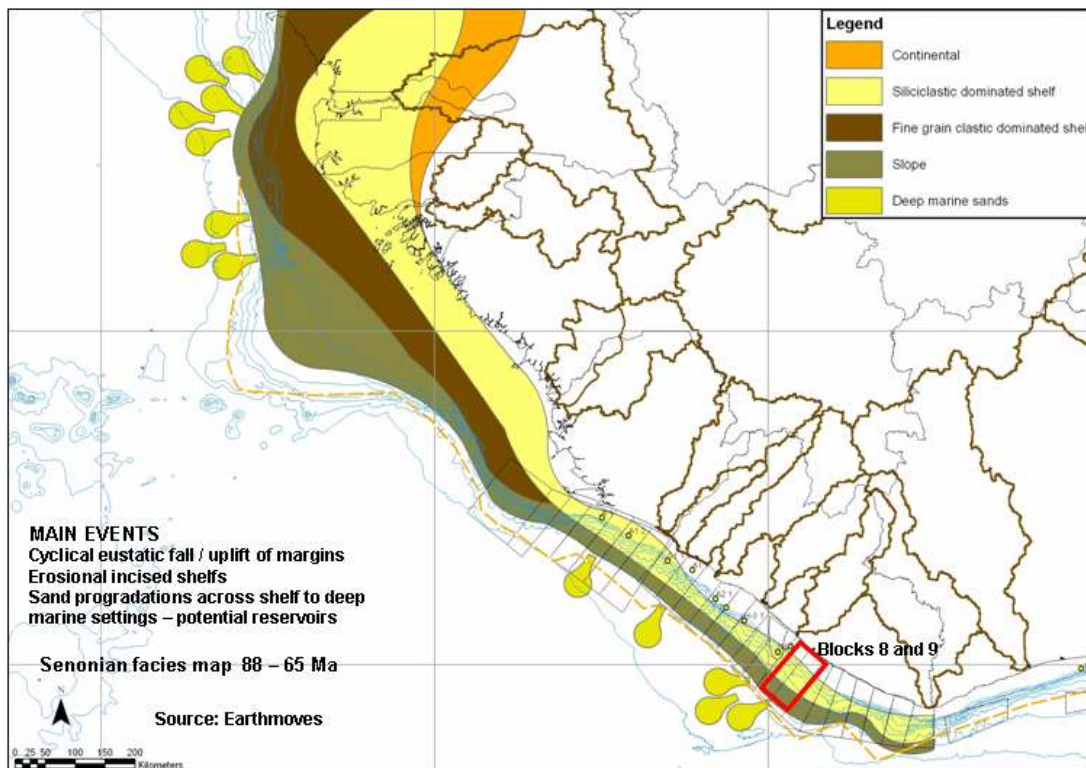 Legend
Continental
Siliciclastic dominated shelf
Fine grain clastic dominated shel
Slope
Deep marine sands
MAIN EVENTS
Cyclical eustatic fall / uplift of margins
Erosional incised shelfs
Sand progradations across shelf to deep
marine settings – potential reservoirs
Senonian facies map 88 – 65 Ma
Blocks 8 and 9
Source: Earthmoves
N
0 25 50 100 150 200
Kilometers